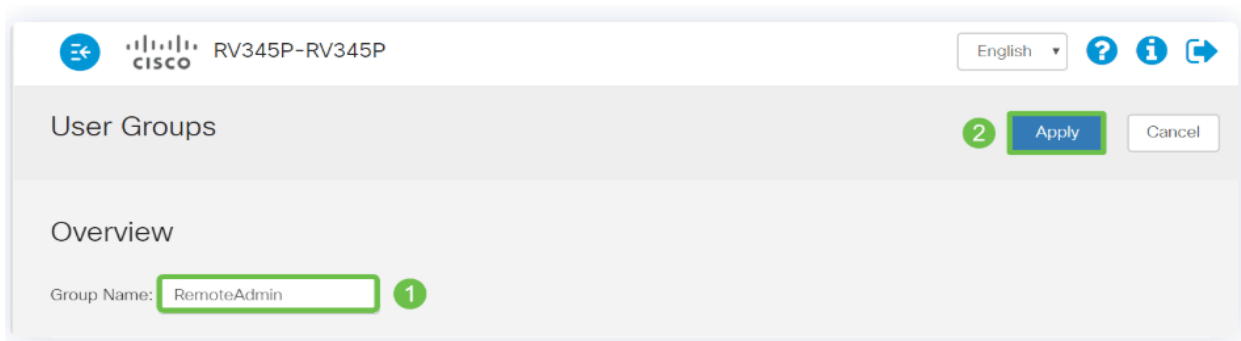 CISCO RV345P-RV345P English ? i
User Groups 2 Apply Cancel
Overview
Group Name: RemoteAdmin 1